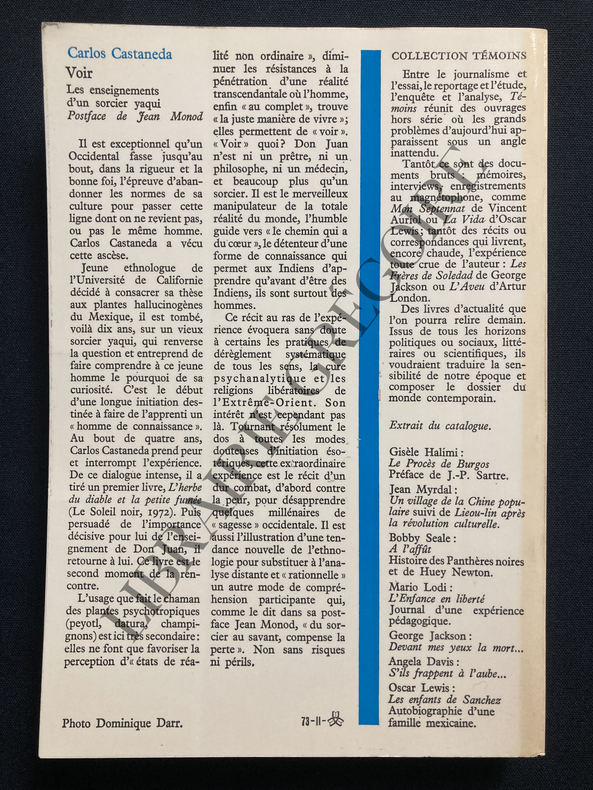 Carlos Castaneda
Voir
Les enseignements
d'un sorcier yaqui
Postface de Jean Monod
Il est exceptionnel qu'un
Occidental fasse jusqu'au
bout, dans la rigueur et la
bonne foi, l'épreuve d'aban-
donner les normes de sa
culture pour passer cette
ligne dont on ne revient pas,
ou pas le même homme.
Carlos Castaneda a vécu
cette ascèse.
Jeune ethnologue de
l'Université de Californie
décidé à consacrer sa thèse
aux plantes hallucinogènes
du Mexique, il est tombé,
voilà dix ans, sur un vieux
sorcier yaqui, qui renverse
la question et entreprend de
faire comprendre à ce jeune
homme le pourquoi de sa
curiosité. C'est le début
d'une longue initiation des-
tinée à faire de l'apprenti un
« homme de connaissance ».
Au bout de quatre ans,
Carlos Castaneda prend peur
et interrompt l'expérience.
De ce dialogue intense, il a
tiré un premier livre, L'herbe
du diable et la petite fumée
(Le Soleil noir, 1972). Puis
persuadé de l'importance
décisive pour lui de l'ensei-
gnement de Don Juan, il
retourne à lui. Ce livre est le
second moment de la ren-
contre.
L'usage que fait le chaman
des plantes psychotropiques
(peyotl, datura, champi-
gnons) est ici très secondaire :
elles ne font que favoriser la
perception d'« états de réa-
Photo Dominique Darr.
lité non ordinaire », dimi-
nuer les résistances à la
pénétration d'une réalité
transcendantale où l'homme,
enfin « au complet », trouve
« la juste manière de vivre » ;
elles permettent de « voir ».
« Voir » quoi ? Don Juan
n'est ni un prêtre, ni un
philosophe, ni un médecin,
et beaucoup plus qu'un
sorcier. Il est le merveilleux
manipulateur de la totale
réalité du monde, l'humble
guide vers « le chemin qui a
du cœur », le détenteur d'une
forme de connaissance qui
permet aux Indiens d'ap-
prendre qu'avant d'être des
Indiens, ils sont surtout des
hommes.
Ce récit au ras de l'expé-
rience évoquera sans doute
à certains les pratiques de
dérèglement systématique
de tous les sens, la cure
psychanalytique et les
religions libératoires de
l'Extrême-Orient. Son
intérêt n'est cependant pas
là. Tournant résolument le
dos à toutes les modes
douteuses d'initiation éso-
tériques, cette extraordinaire
expérience est le récit d'un
dur combat, d'abord contre
la peur, pour désapprendre
quelques millénaires de
« sagesse » occidentale. Il est
aussi l'illustration d'une ten-
dance nouvelle de l'ethno-
logie pour substituer à l'ana-
lyse distante et « rationnelle »
un autre mode de compré-
hension participante qui,
comme le dit dans sa post-
face Jean Monod, « du sor-
cier au savant, compense la
perte ». Non sans risques
ni périls.
73-II-
COLLECTION TÉMOINS
Entre le journalisme et
l'essai, le reportage et l'étude,
l'enquête et l'analyse, Té-
moins réunit des ouvrages
hors série où les grands
problèmes d'aujourd'hui ap-
paraissent sous un angle
inattendu.
Tantôt ce sont des docu-
ments bruts : mémoires,
interviews, enregistrements
au magnétophone, comme
Mon Septennat de Vincent
Auriol ou La Vida d'Oscar
Lewis ; tantôt des récits ou
correspondances qui livrent,
encore chaude, l'expérience
toute crue de l'auteur : Les
Frères de Soledad de George
Jackson ou L'Aveu d'Artur
London.
Des livres d'actualité que
l'on pourra relire demain.
Issus de tous les horizons
politiques ou sociaux, litté-
raires ou scientifiques, ils
voudraient traduire la sen-
sibilité de notre époque et
composer le dossier du
monde contemporain.
Extrait du catalogue.
Gisèle Halimi :
Le Procès de Burgos
Préface de J.-P. Sartre.
Jean Myrdal :
Un village de la Chine popu-
laire suivi de Lieou-lin après
la révolution culturelle.
Bobby Seale :
A l'affût
Histoire des Panthères noires
et de Huey Newton.
Mario Lodi :
L'Enfance en liberté
Journal d'une expérience
pédagogique.
George Jackson :
Devant mes yeux la mort...
Angela Davis :
S'ils frappent à l'aube...
Oscar Lewis :
Les enfants de Sanchez
Autobiographie d'une
famille mexicaine.
LIBRAIRIE GREGOIRE